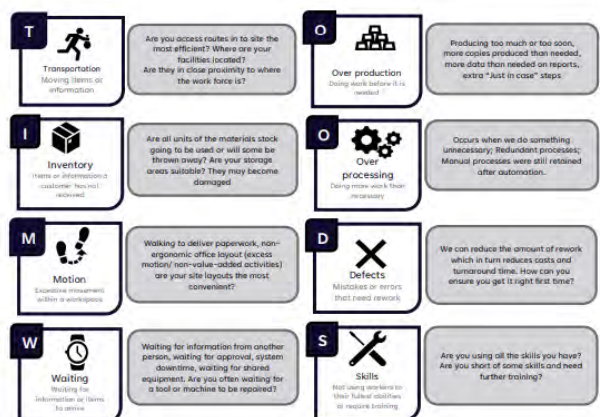 T
Transportation
Moving items or
information
Are you access routes in to site the
most efficient? Where are your
facilities located?
Are they in close proximity to where
the work force is?
O
Over production
Doing work before it is
needed
Producing too much or too soon,
more copies produced than needed,
more data than needed on reports,
extra "Just in case" steps
I
Inventory
Items or information a
customer has not
received
Are all units of the materials stock
going to be used or will some be
thrown away? Are your storage
areas suitable? They may become
damaged
O
Over
processing
Doing more work than
necessary
Occurs when we do something
unnecessary; Redundant processes;
Manual processes were still retained
after automation.
M
Motion
Excessive movement
within a workspace
Walking to deliver paperwork, non-
ergonomic office layout (excess
motion/ non-value-added activities)
are your site layouts the most
convenient?
D
Defects
Mistakes or errors
that need rework
We can reduce the amount of rework
which in turn reduces costs and
turnaround time. How can you
ensure you get it right first time?
W
Waiting
Waiting for
information or items
to arrive
Waiting for information from another
person, waiting for approval, system
downtime, waiting for shared
equipment. Are you often waiting for
a tool or machine to be repaired?
S
Skills
Not using workers to
their fullest abilities
to require training
Are you using all the skills you have?
Are you short of some skills and need
further training?